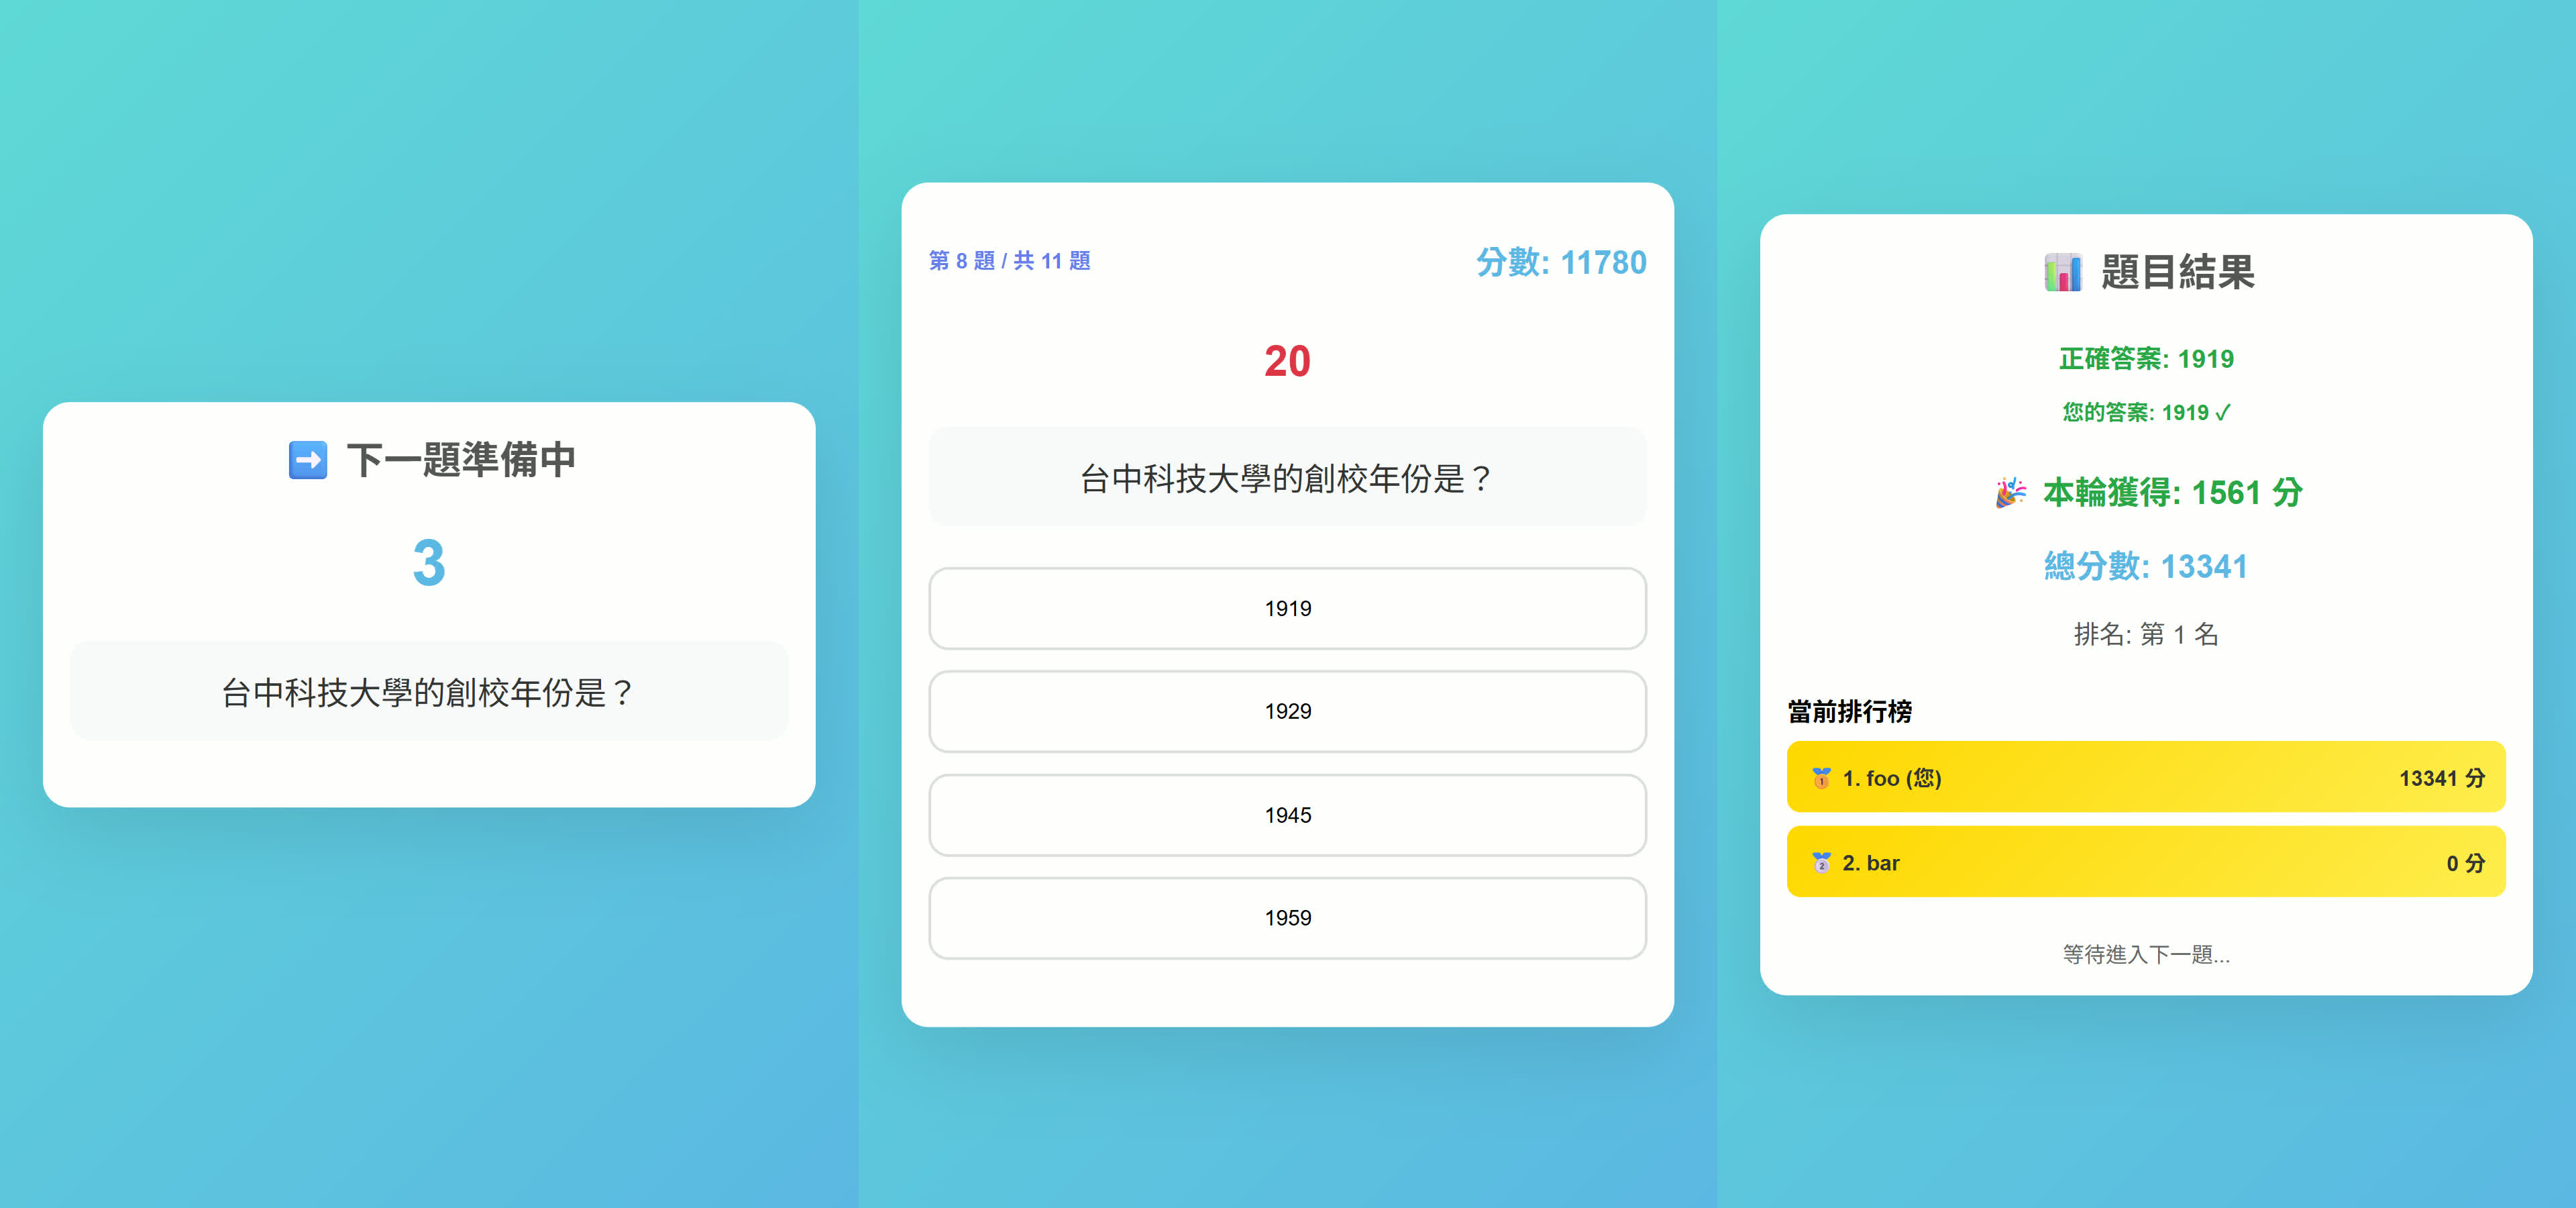 下一題準備中
3
台中科技大學的創校年份是？
第 8 題 / 共 11 題
分數: 11780
20
台中科技大學的創校年份是？
1919
1929
1945
1959
題目結果
正確答案: 1919
您的答案: 1919 ✓
本輪獲得: 1561 分
總分數: 13341
排名: 第 1 名
當前排行榜
1. foo (您) 13341 分
2. bar 0 分
等待進入下一題...